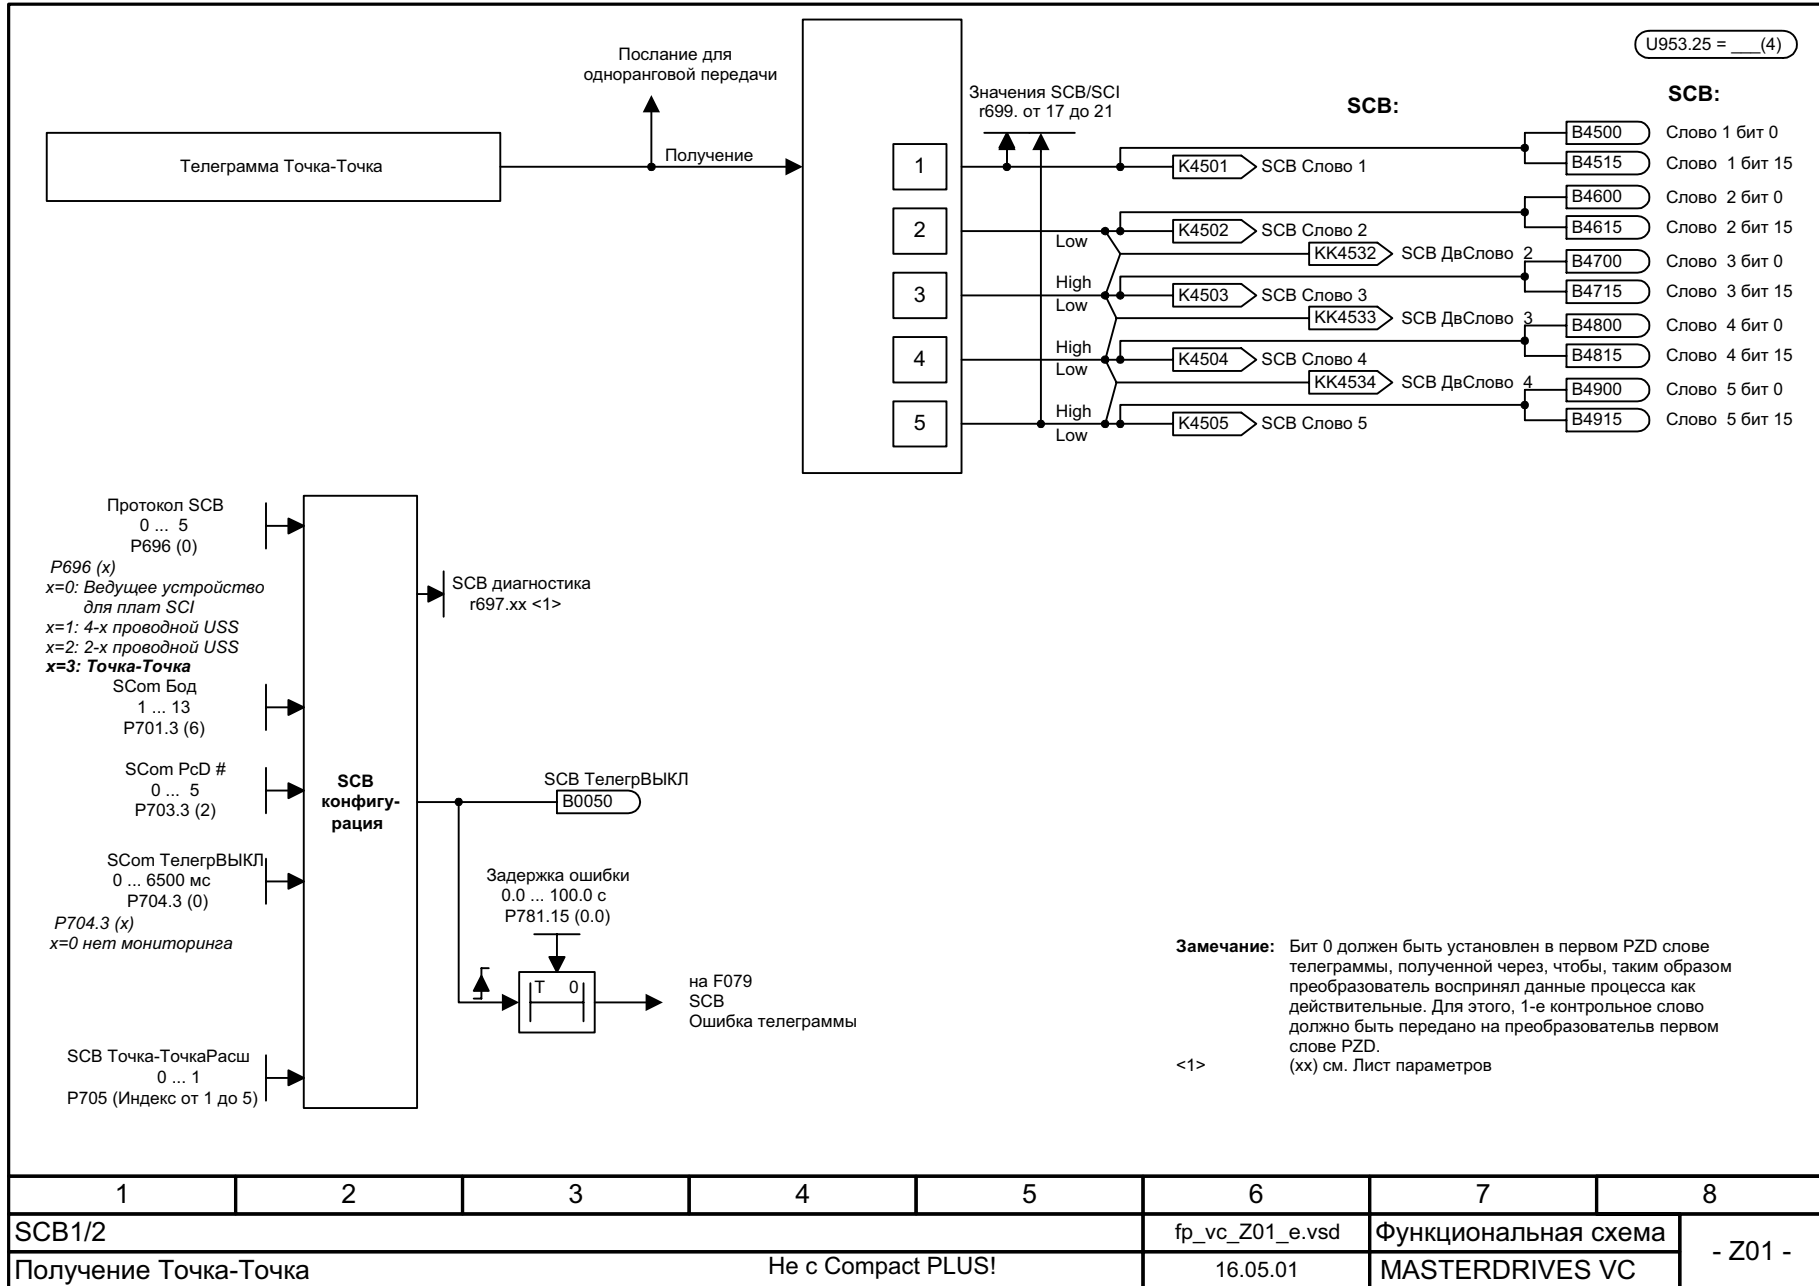 U953.25 = ___(4)
Послание для
одноранговой передачи
Телеграмма Точка-Точка
Получение
1
2
3
4
5
Значения SCB/SCI
r699. от 17 до 21
SCB:
SCB:
K4501 SCB Слово 1
B4500 Слово 1 бит 0
B4515 Слово 1 бит 15
Low
K4502 SCB Слово 2
B4600 Слово 2 бит 0
B4615 Слово 2 бит 15
KK4532 SCB ДвСлово 2
High
Low
K4503 SCB Слово 3
B4700 Слово 3 бит 0
B4715 Слово 3 бит 15
KK4533 SCB ДвСлово 3
High
Low
K4504 SCB Слово 4
B4800 Слово 4 бит 0
B4815 Слово 4 бит 15
KK4534 SCB ДвСлово 4
High
Low
K4505 SCB Слово 5
B4900 Слово 5 бит 0
B4915 Слово 5 бит 15
Протокол SCB
0 ... 5
P696 (0)
P696 (x)
x=0: Ведущее устройство
для плат SCI
x=1: 4-х проводной USS
x=2: 2-х проводной USS
x=3: Точка-Точка
SCom Бод
1 ... 13
P701.3 (6)
SCom PcD #
0 ... 5
P703.3 (2)
SCom ТелегрВЫКЛ
0 ... 6500 мс
P704.3 (0)
P704.3 (x)
x=0 нет мониторинга
SCB Точка-ТочкаРасш
0 ... 1
P705 (Индекс от 1 до 5)
SCB
конфигу-
рация
SCB диагностика
r697.xx <1>
SCB ТелегрВЫКЛ
B0050
Задержка ошибки
0.0 ... 100.0 с
P781.15 (0.0)
T 0
на F079
SCB
Ошибка телеграммы
Замечание: Бит 0 должен быть установлен в первом PZD слове
телеграммы, полученной через, чтобы, таким образом
преобразователь воспринял данные процесса как
действительные. Для этого, 1-е контрольное слово
должно быть передано на преобразовательв первом
слове PZD.
<1> (xx) см. Лист параметров
1 2 3 4 5 6 7 8
SCB1/2 fp_vc_Z01_e.vsd Функциональная схема
- Z01 -
Получение Точка-Точка Не с Compact PLUS! 16.05.01 MASTERDRIVES VC